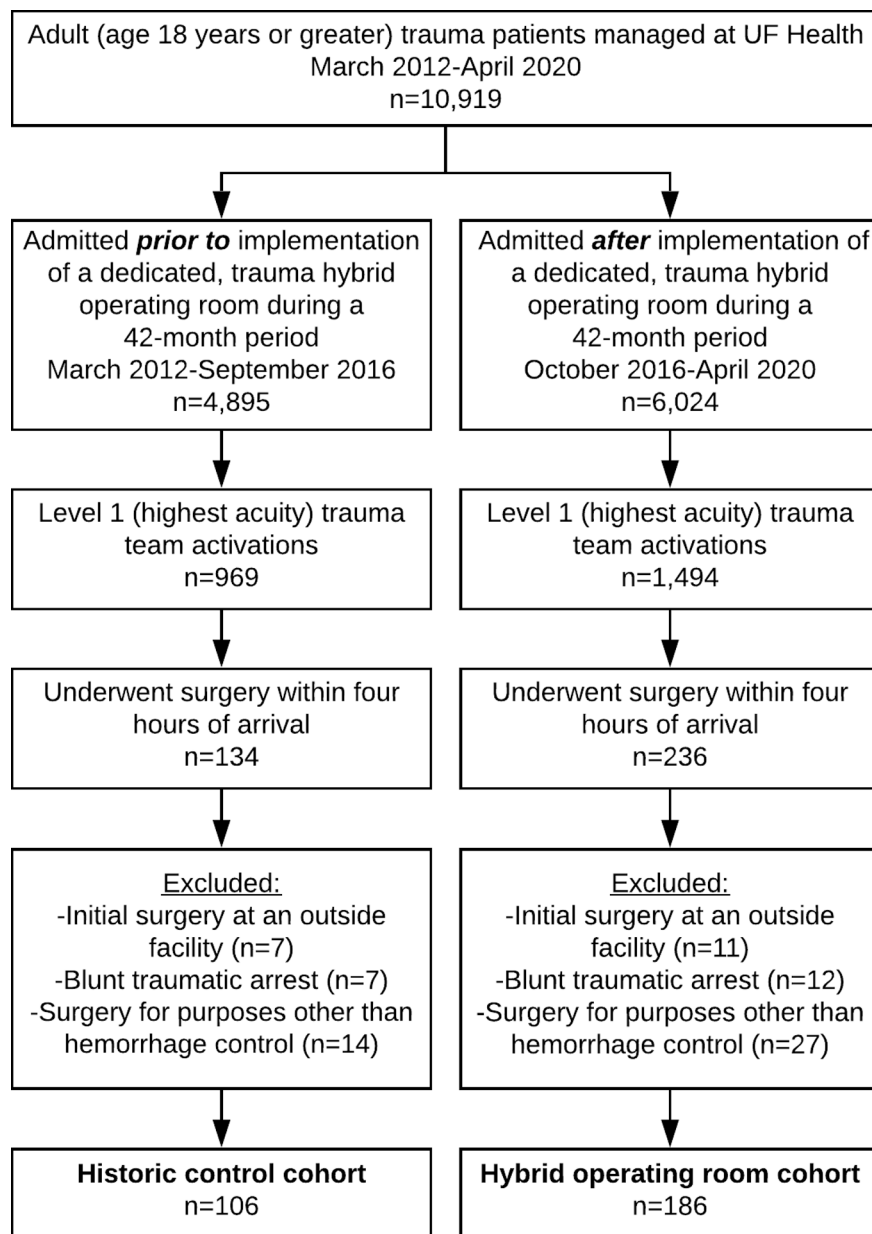 Adult (age 18 years or greater) trauma patients managed at UF Health
March 2012-April 2020
n=10,919
Admitted prior to implementation
of a dedicated, trauma hybrid
operating room during a
42-month period
March 2012-September 2016
n=4,895
Admitted after implementation of
a dedicated, trauma hybrid
operating room during a
42-month period
October 2016-April 2020
n=6,024
Level 1 (highest acuity) trauma
team activations
n=969
Level 1 (highest acuity) trauma
team activations
n=1,494
Underwent surgery within four
hours of arrival
n=134
Underwent surgery within four
hours of arrival
n=236
Excluded:
-Initial surgery at an outside
facility (n=7)
-Blunt traumatic arrest (n=7)
-Surgery for purposes other than
hemorrhage control (n=14)
Excluded:
-Initial surgery at an outside
facility (n=11)
-Blunt traumatic arrest (n=12)
-Surgery for purposes other than
hemorrhage control (n=27)
Historic control cohort
n=106
Hybrid operating room cohort
n=186